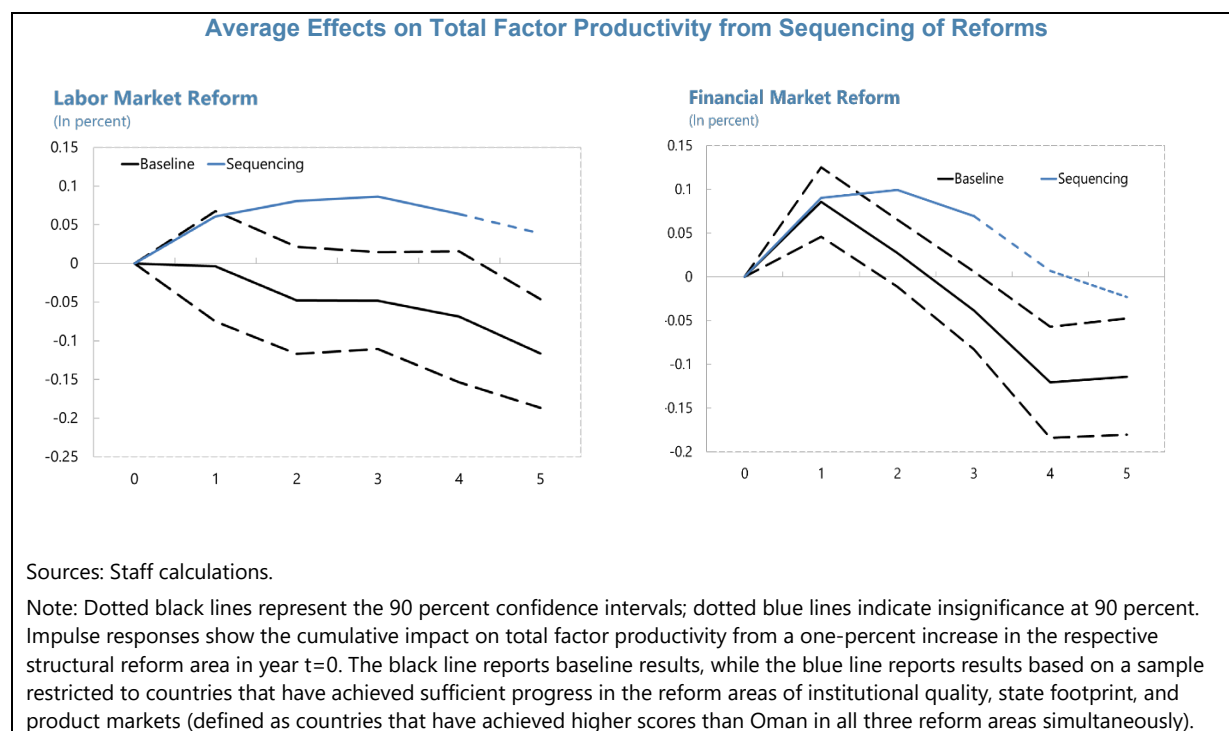 Average Effects on Total Factor Productivity from Sequencing of Reforms
Labor Market Reform
(In percent)
Baseline Sequencing
0.15
0.1
0.05
0
-0.05
-0.1
-0.15
-0.2
-0.25
0 1 2 3 4 5
Financial Market Reform
(In percent)
Baseline Sequencing
0.15
0.1
0.05
0
-0.05
-0.1
-0.15
-0.2
0 1 2 3 4 5
Sources: Staff calculations.
Note: Dotted black lines represent the 90 percent confidence intervals; dotted blue lines indicate insignificance at 90 percent.
Impulse responses show the cumulative impact on total factor productivity from a one-percent increase in the respective
structural reform area in year t=0. The black line reports baseline results, while the blue line reports results based on a sample
restricted to countries that have achieved sufficient progress in the reform areas of institutional quality, state footprint, and
product markets (defined as countries that have achieved higher scores than Oman in all three reform areas simultaneously).